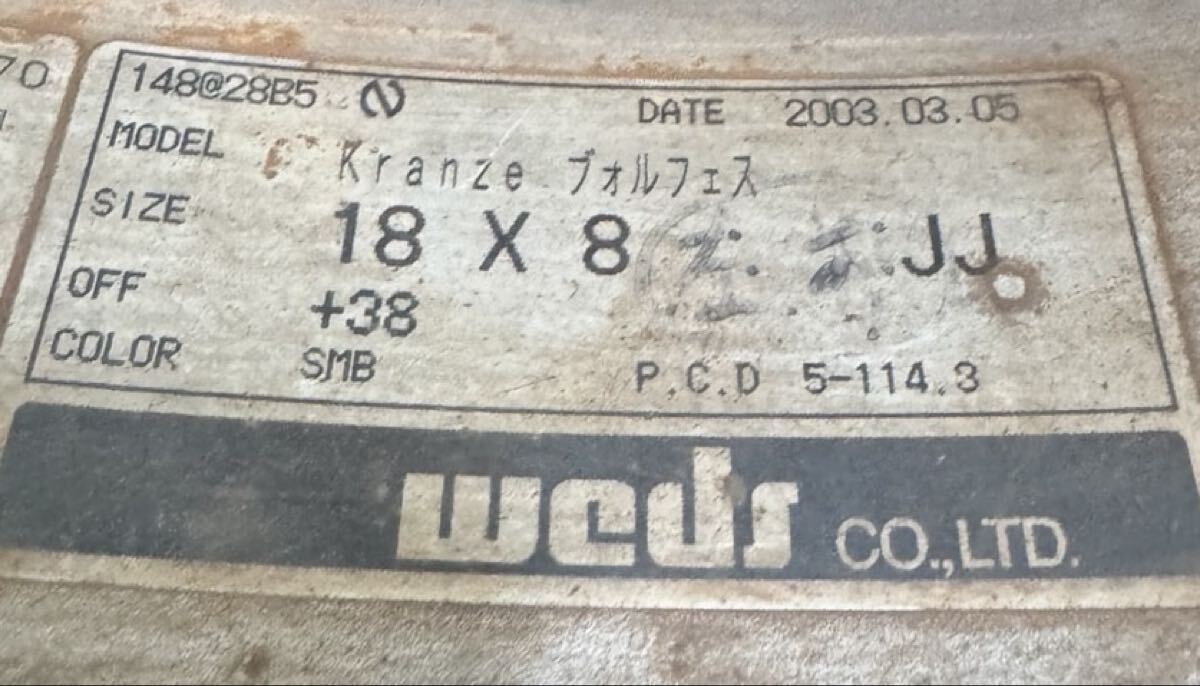 70
148@28B5
DATE 2003.03.05
MODEL Kranze ヴォルフェス
SIZE 18 X 8 JJ
OFF +38
COLOR SMB P.C.D 5-114.3
weds CO.,LTD.